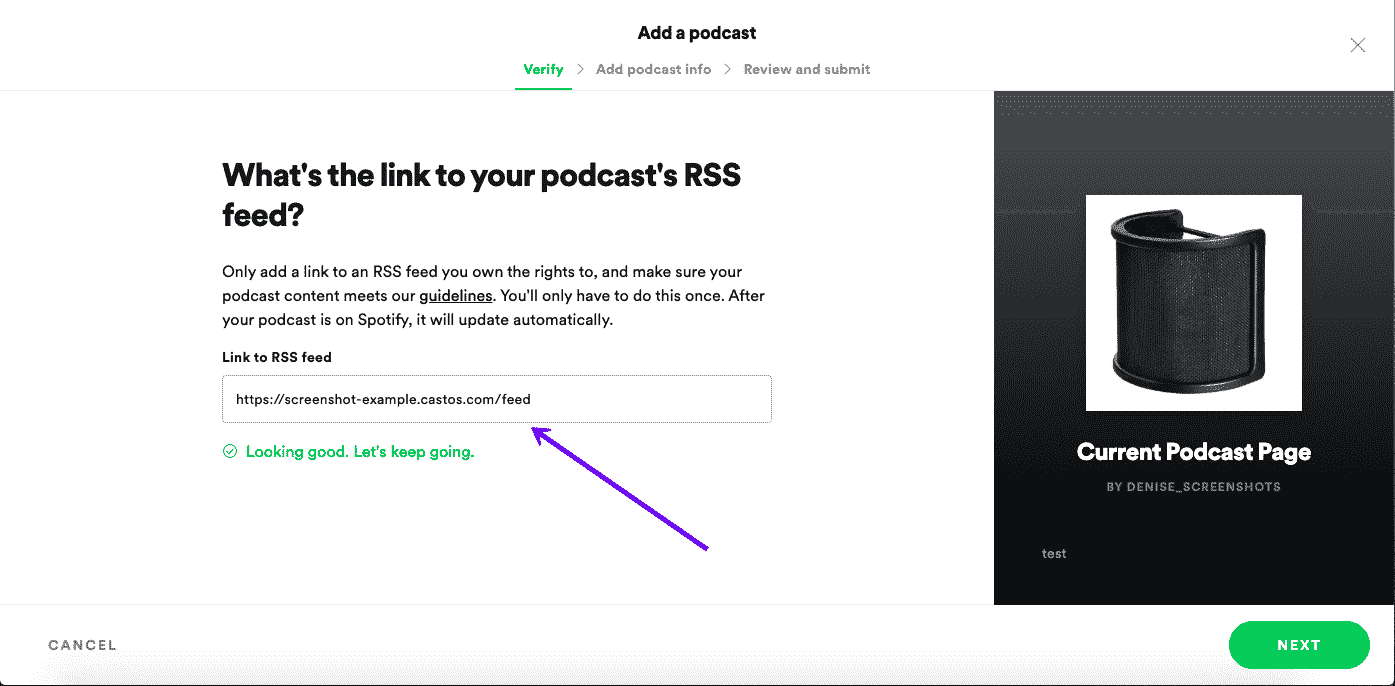 Add a podcast
Verify > Add podcast info > Review and submit
What's the link to your podcast's RSS
feed?
Only add a link to an RSS feed you own the rights to, and make sure your
podcast content meets our guidelines. You'll only have to do this once. After
your podcast is on Spotify, it will update automatically.
Link to RSS feed
https://screenshot-example.castos.com/feed
Looking good. Let's keep going.
Current Podcast Page
BY DENISE_SCREENSHOTS
test
CANCEL
NEXT